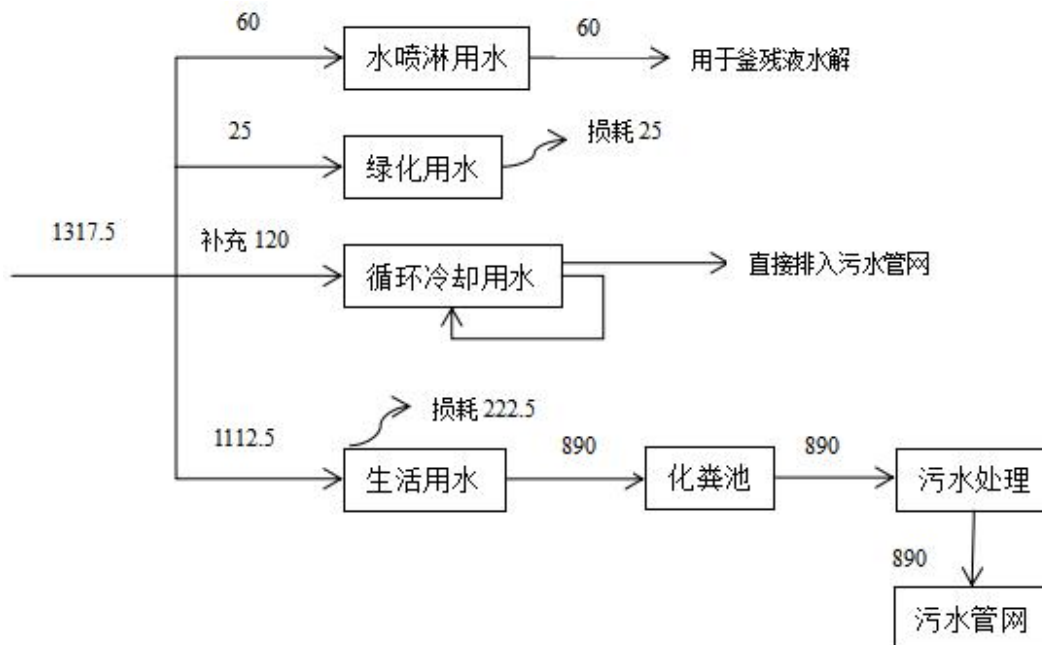 60
水喷淋用水
60
用于釜残液水解
25
绿化用水
损耗 25
1317.5
补充 120
循环冷却用水
直接排入污水管网
1112.5
损耗 222.5
生活用水
890
化粪池
890
污水处理
890
污水管网